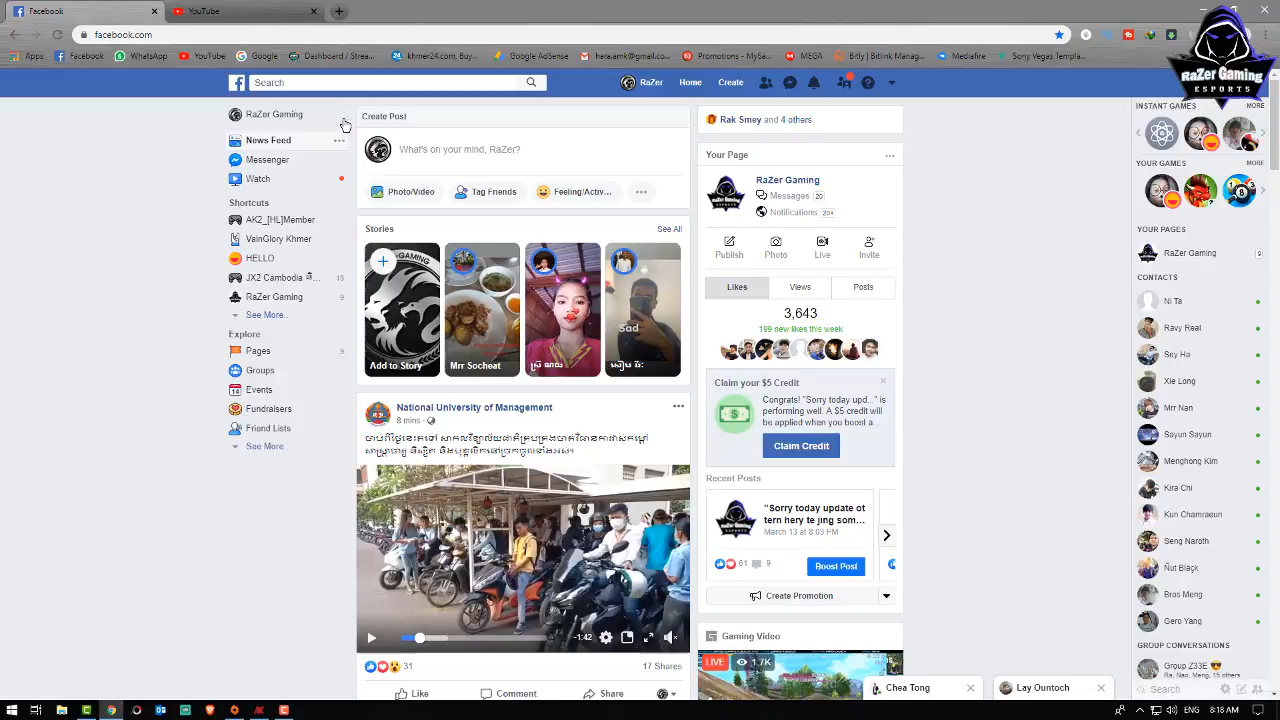 Facebook
YouTube
facebook.com
Apps
Facebook
WhatsApp
YouTube
Google
Dashboard / Strea...
khmer24.com, Buy...
Google AdSense
hara.amk@gmail.co...
Promotions - MySa...
MEGA
Bitly | Bitlink Manag...
Mediafire
Sony Vegas Templa...
RaZer Gaming
ESPORTS
Search
RaZer
Home
Create
RaZer Gaming
News Feed
Messenger
Watch
Shortcuts
AK2_[HL]Member
VainGlory Khmer
HELLO
JX2 Cambodia
13
RaZer Gaming
9
See More...
Explore
Pages
9
Groups
Events
Fundraisers
Friend Lists
See More...
Create Post
What's on your mind, RaZer?
Photo/Video
Tag Friends
Feeling/Activ...
Stories
See All
Add to Story
Mrr Socheat
Sad
National University of Management
8 mins
-1:42
31
17 Shares
Like
Comment
Share
Rak Smey and 4 others
Your Page
RaZer Gaming
Messages 20
Notifications 20+
Publish
Photo
Live
Invite
Likes
Views
Posts
3,643
199 new likes this week
Claim your $5 Credit
Congrats! "Sorry today upd..." is
performing well. A $5 credit will
be applied when you boost a...
Claim Credit
Recent Posts
"Sorry today update ot
tern hery te jing som...
March 13 at 8:03 PM
61
9
Boost Post
Create Promotion
Gaming Video
LIVE
1.7K
Chea Tong
Lay Ountoch
INSTANT GAMES
MORE
YOUR GAMES
MORE
YOUR PAGES
RaZer Gaming
9
CONTACTS
Ni Ta
Ravy Real
Sey Ha
Xie Long
Mrr Nan
Sayun Sayun
Menghong Kim
Kira Chi
Kun Chamraeun
Seng Naroth
Nut Black
Bros Meng
Gero Yang
GROUP CONVERSATIONS
Group Z33E
Ra, Nao, Meng, 15 others
Search
ENG
8:18 AM